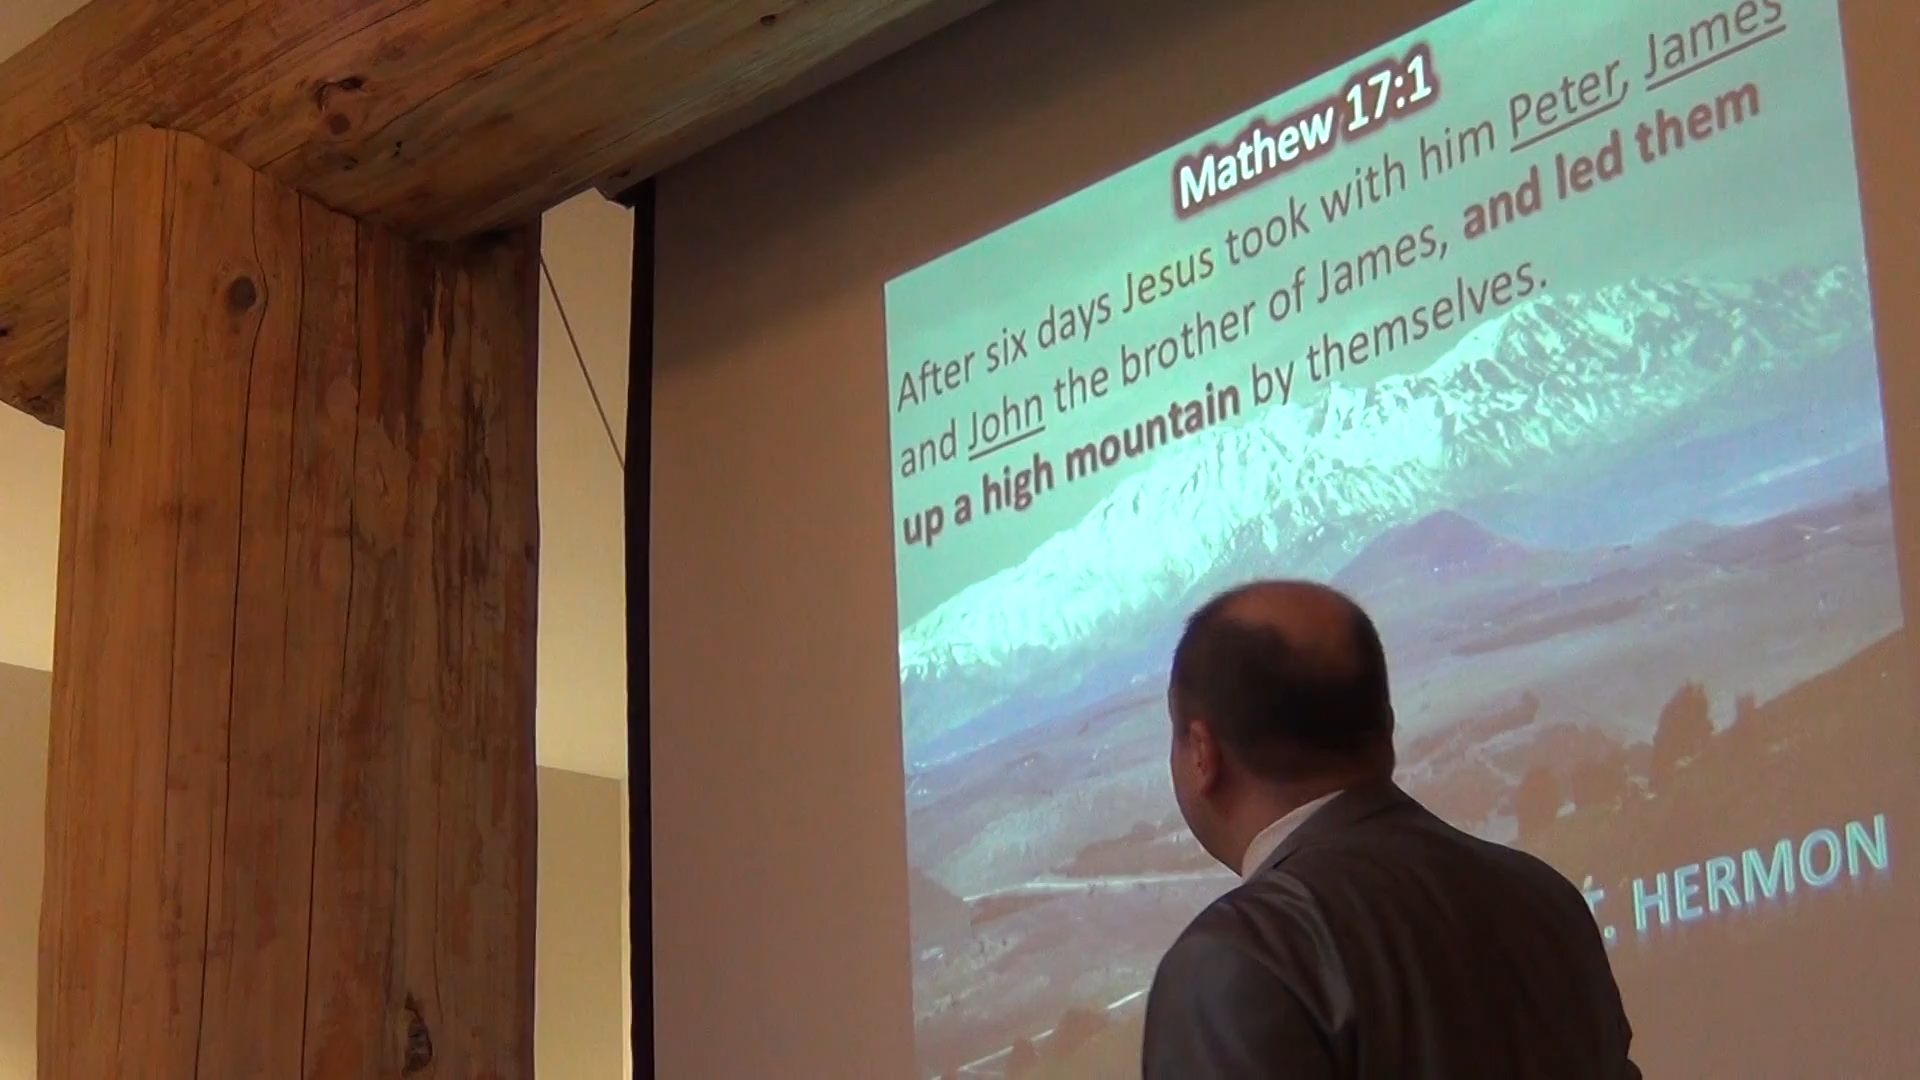 Mathew 17:1
After six days Jesus took with him Peter, James
and John the brother of James, and led them
up a high mountain by themselves.
HERMON